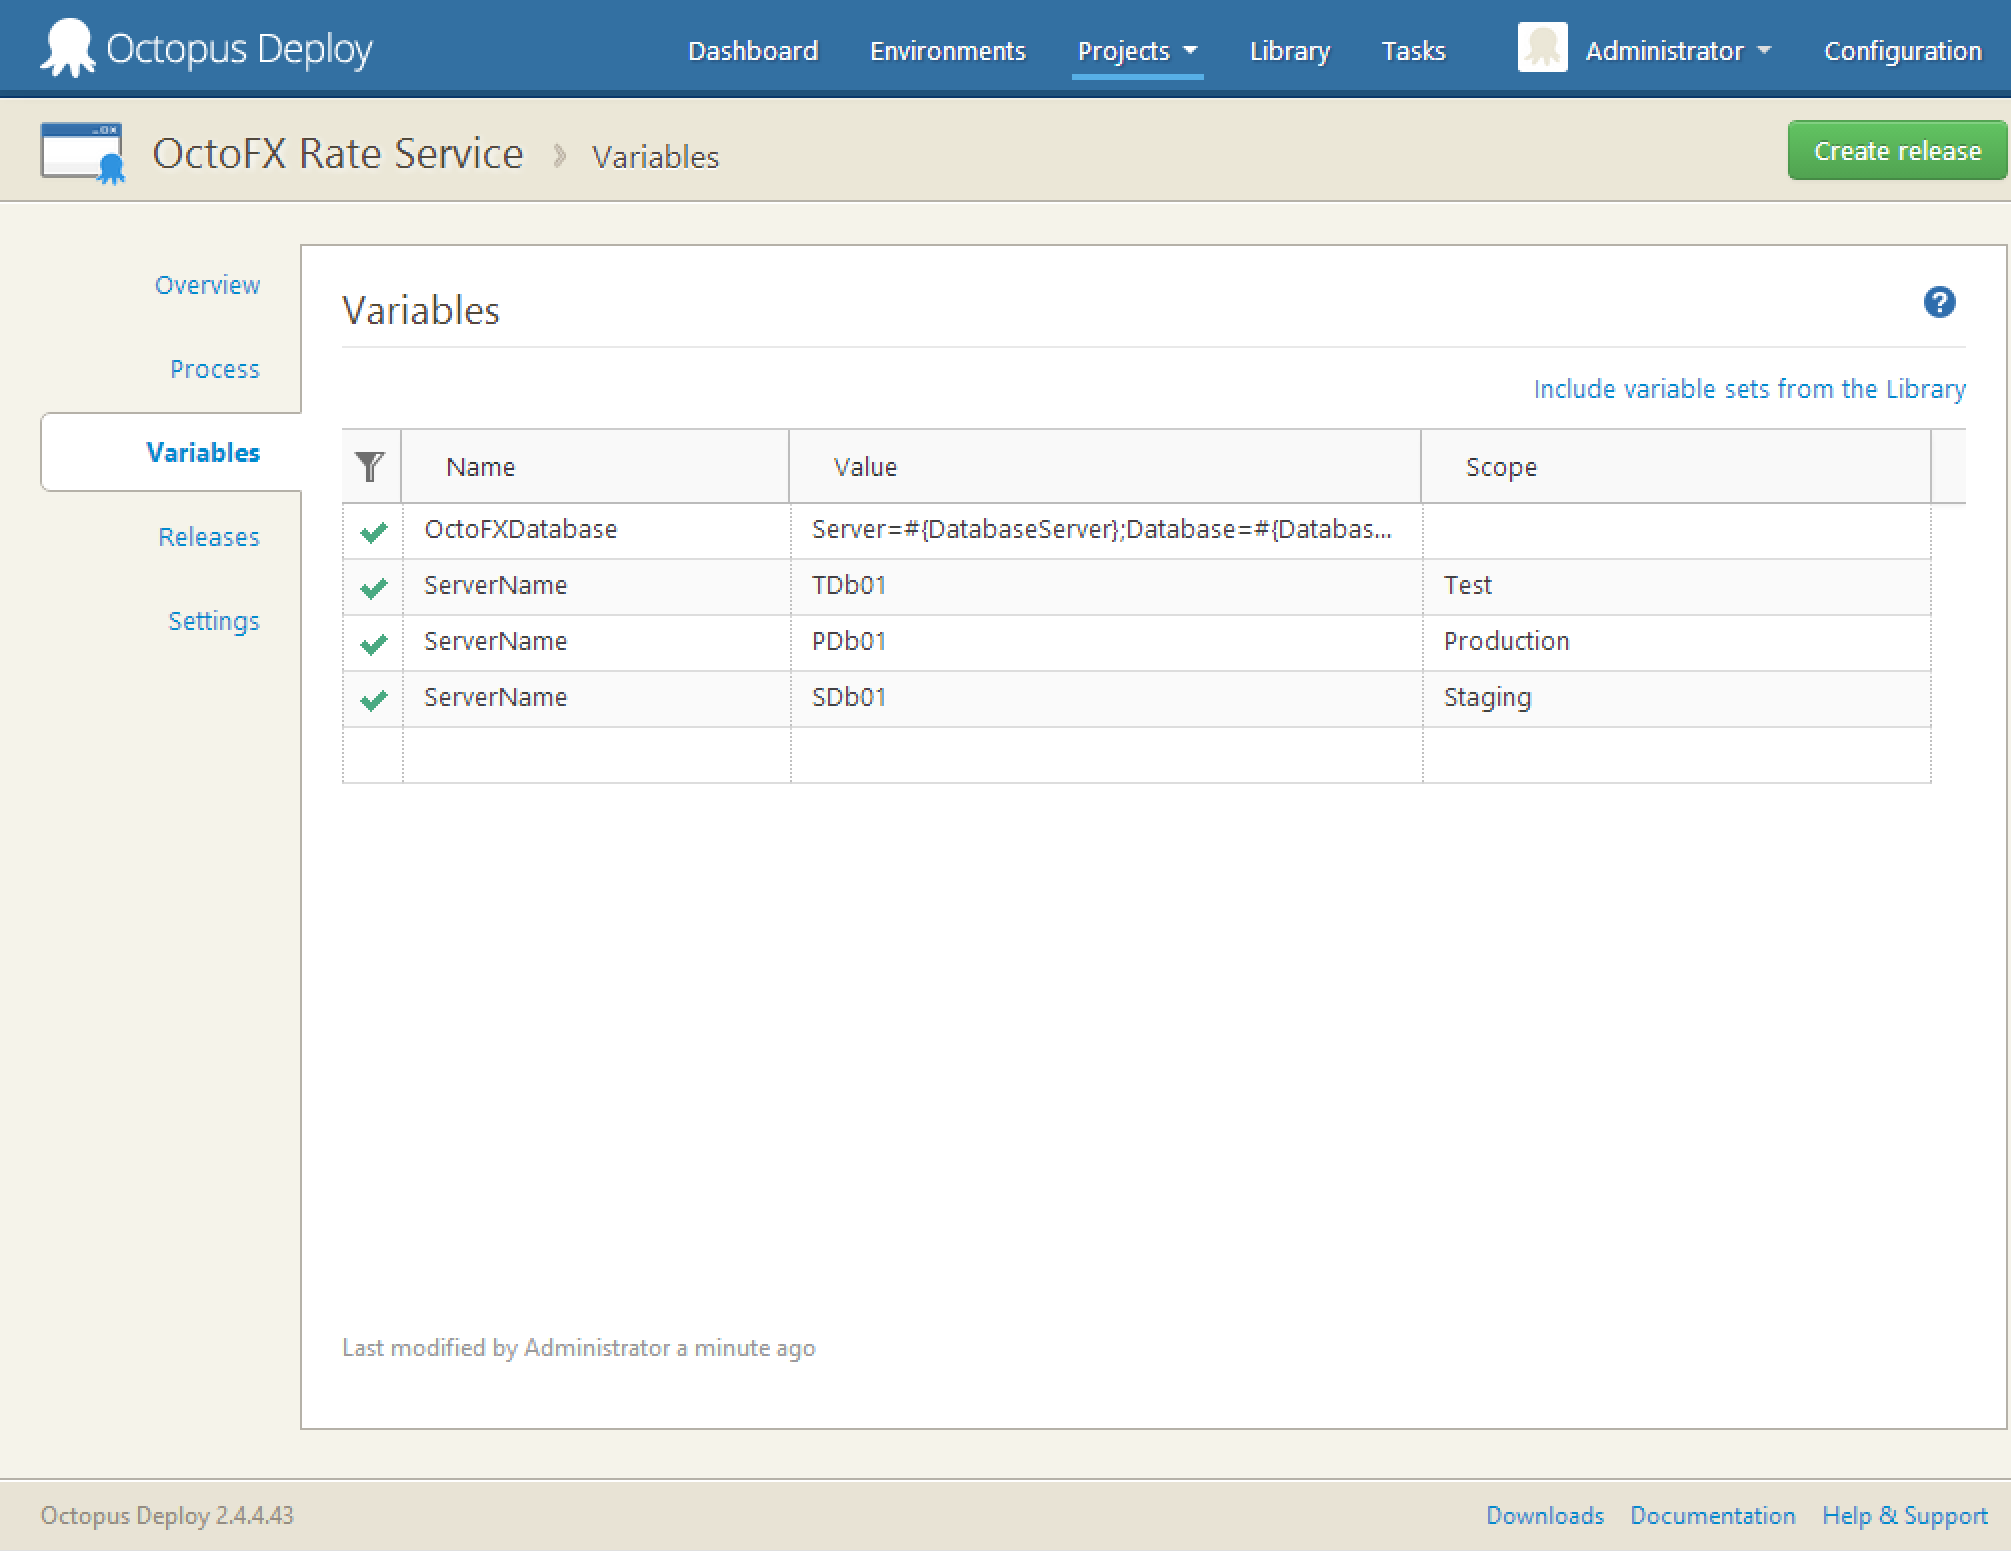 Octopus Deploy
Dashboard Environments Projects Library Tasks Administrator Configuration
OctoFX Rate Service » Variables
Create release
Overview
Process
Variables
Releases
Settings
Variables
?
Include variable sets from the Library
Name Value Scope
OctoFXDatabase Server=#{DatabaseServer};Database=#{Databas...
ServerName TDb01 Test
ServerName PDb01 Production
ServerName SDb01 Staging
Last modified by Administrator a minute ago
Octopus Deploy 2.4.4.43
Downloads Documentation Help & Support